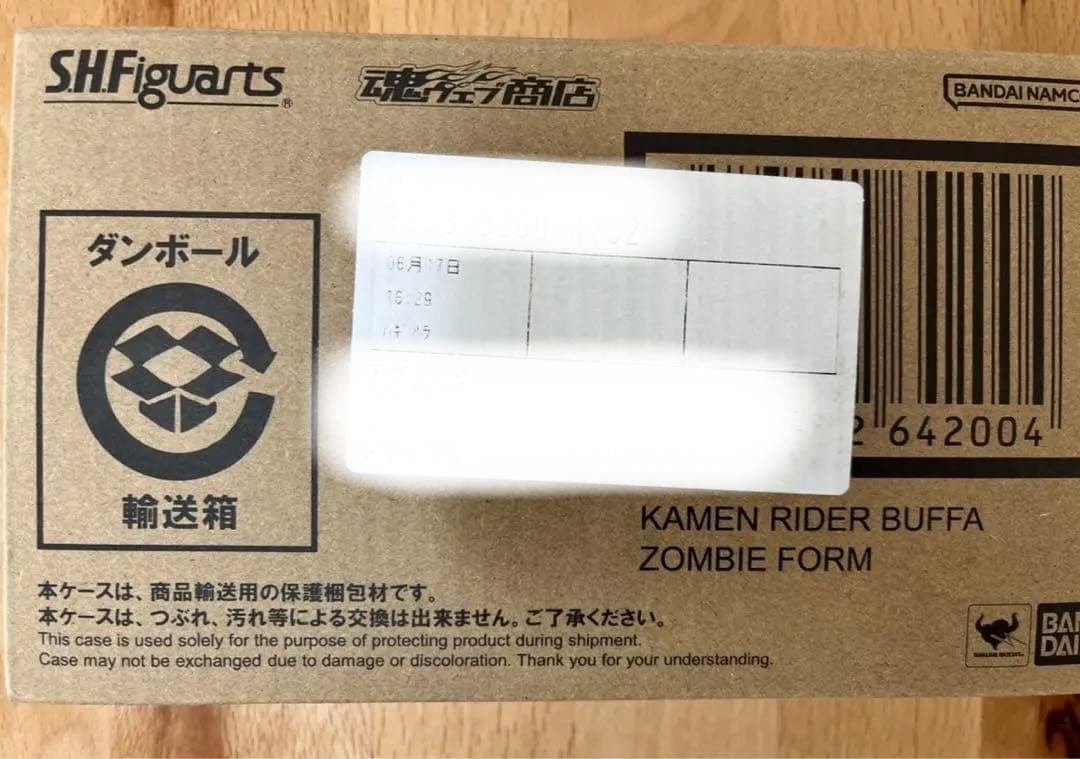 S.H.Figuarts®
魂ウェブ商店
BANDAI NAMCO
ダンボール
輸送箱
06月17日
16:29
642004
KAMEN RIDER BUFFA
ZOMBIE FORM
本ケースは、商品輸送用の保護梱包材です。
本ケースは、つぶれ、汚れ等による交換は出来ません。ご了承ください。
This case is used solely for the purpose of protecting product during shipment.
Case may not be exchanged due to damage or discoloration. Thank you for your understanding.
BAN
DAI